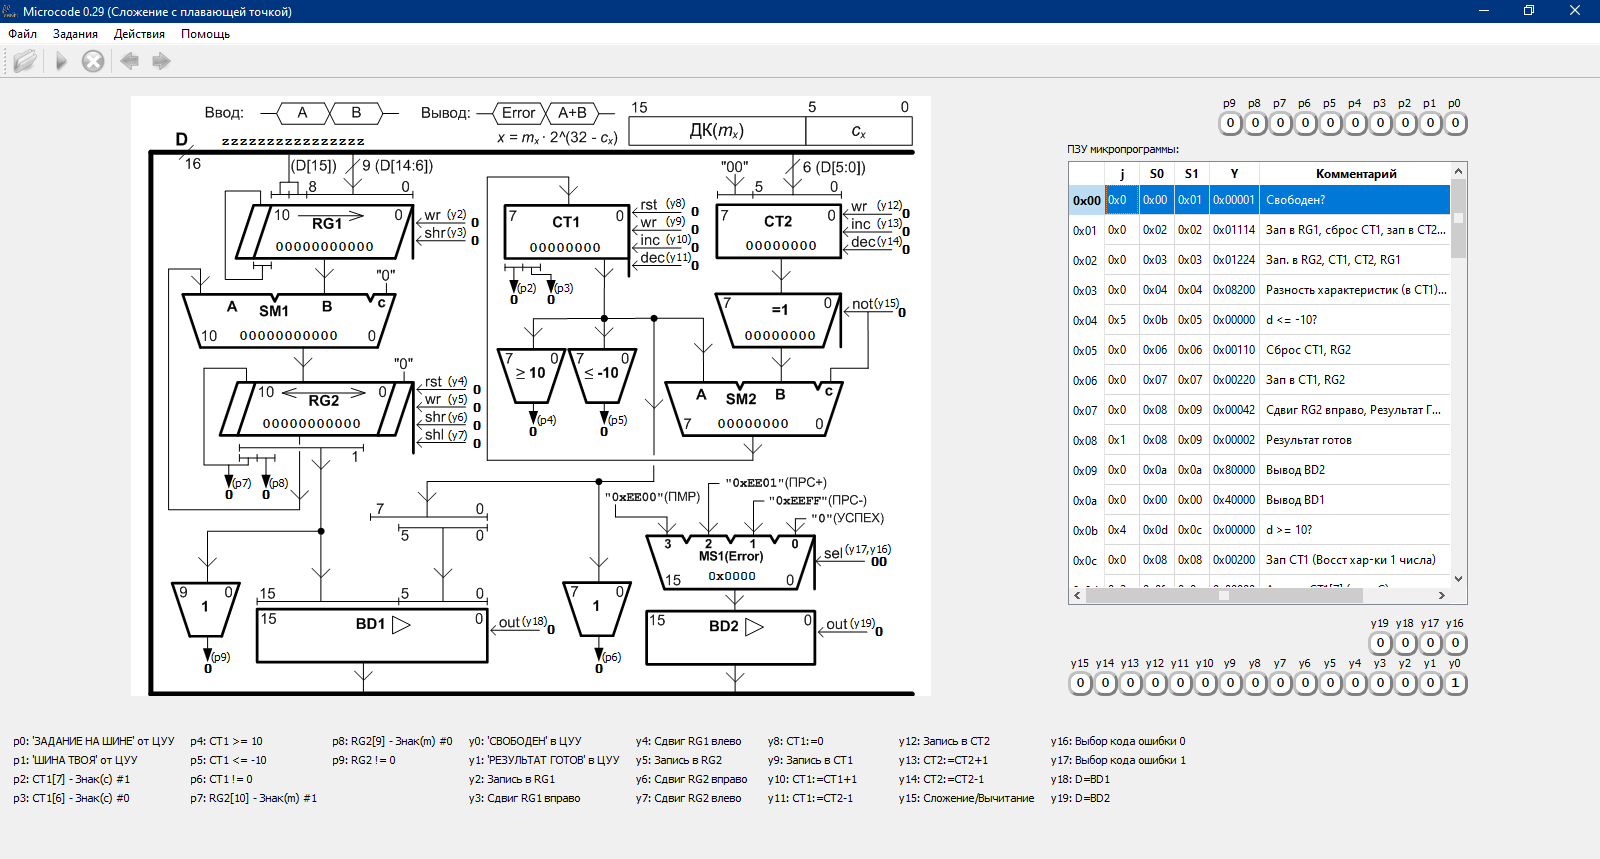 Microcode 0.29 (Сложение с плавающей точкой)
Файл Задания Действия Помощь
Ввод: A B Вывод: Error A+B
x = mx · 2^(32 - cx)
15 5 0
ДК(mx) cx
D
16
zzzzzzzzzzzzzzzz
(D[15]) 9 (D[14:6])
8 0
10 0
RG1
00000000000
wr (y2) 0
shr (y3) 0
"0"
A B c
SM1
10 0000000000 0
"0"
10 0
RG2
00000000000
rst (y4) 0
wr (y5) 0
shr (y6) 0
shl (y7) 0
1
(p7) (p8)
0 0
7 0
CT1
00000000
rst (y8) 0
wr (y9) 0
inc (y10) 0
dec (y11) 0
(p2) (p3)
0 0
"00" 6 (D[5:0])
5 0
7 0
CT2
00000000
wr (y12) 0
inc (y13) 0
dec (y14) 0
7 0
=1
00000000
not (y15) 0
7 0
≥ 10
(p4)
0
7 0
≤ -10
(p5)
0
A B c
SM2
7 00000000 0
7 0
5 0
"0xEE00" (ПМР)
"0xEE01" (ПРС+)
"0xEEFF" (ПРС-)
"0" (УСПЕХ)
3 2 1 0
MS1(Error)
15 0x0000 0
sel (y17,y16)
00
9 0
1
(p9)
0
15 5 0
15 0
BD1
out (y18) 0
7 0
1
(p6)
0
15 0
BD2
out (y19) 0
p9 p8 p7 p6 p5 p4 p3 p2 p1 p0
0 0 0 0 0 0 0 0 0 0
ПЗУ микропрограммы:
j S0 S1 Y Комментарий
0x00 0x0 0x00 0x01 0x00001 Свободен?
0x01 0x0 0x02 0x02 0x01114 Зап в RG1, сброс CT1, зап в CT2...
0x02 0x0 0x03 0x03 0x01224 Зап. в RG2, CT1, CT2, RG1
0x03 0x0 0x04 0x04 0x08200 Разность характеристик (в CT1)...
0x04 0x5 0x0b 0x05 0x00000 d <= -10?
0x05 0x0 0x06 0x06 0x00110 Сброс CT1, RG2
0x06 0x0 0x07 0x07 0x00220 Зап в CT1, RG2
0x07 0x0 0x08 0x09 0x00042 Сдвиг RG2 вправо, Результат Г...
0x08 0x1 0x08 0x09 0x00002 Результат готов
0x09 0x0 0x0a 0x0a 0x80000 Вывод BD2
0x0a 0x0 0x00 0x00 0x40000 Вывод BD1
0x0b 0x4 0x0d 0x0c 0x00000 d >= 10?
0x0c 0x0 0x08 0x08 0x00200 Зап CT1 (Восст хар-ки 1 числа)
y19 y18 y17 y16
0 0 0 0
y15 y14 y13 y12 y11 y10 y9 y8 y7 y6 y5 y4 y3 y2 y1 y0
0 0 0 0 0 0 0 0 0 0 0 0 0 0 0 1
p0: 'ЗАДАНИЕ НА ШИНЕ' от ЦУУ p4: CT1 >= 10 p8: RG2[9] - Знак(m) #0 y0: 'СВОБОДЕН' в ЦУУ y4: Сдвиг RG1 влево y8: CT1:=0 y12: Запись в CT2 y16: Выбор кода ошибки 0
p1: 'ШИНА ТВОЯ' от ЦУУ p5: CT1 <= -10 p9: RG2 != 0 y1: 'РЕЗУЛЬТАТ ГОТОВ' в ЦУУ y5: Запись в RG2 y9: Запись в CT1 y13: CT2:=CT2+1 y17: Выбор кода ошибки 1
p2: CT1[7] - Знак(c) #1 p6: CT1 != 0 y2: Запись в RG1 y6: Сдвиг RG2 вправо y10: CT1:=CT1+1 y14: CT2:=CT2-1 y18: D=BD1
p3: CT1[6] - Знак(c) #0 p7: RG2[10] - Знак(m) #1 y3: Сдвиг RG1 вправо y7: Сдвиг RG2 влево y11: CT1:=CT2-1 y15: Сложение/Вычитание y19: D=BD2